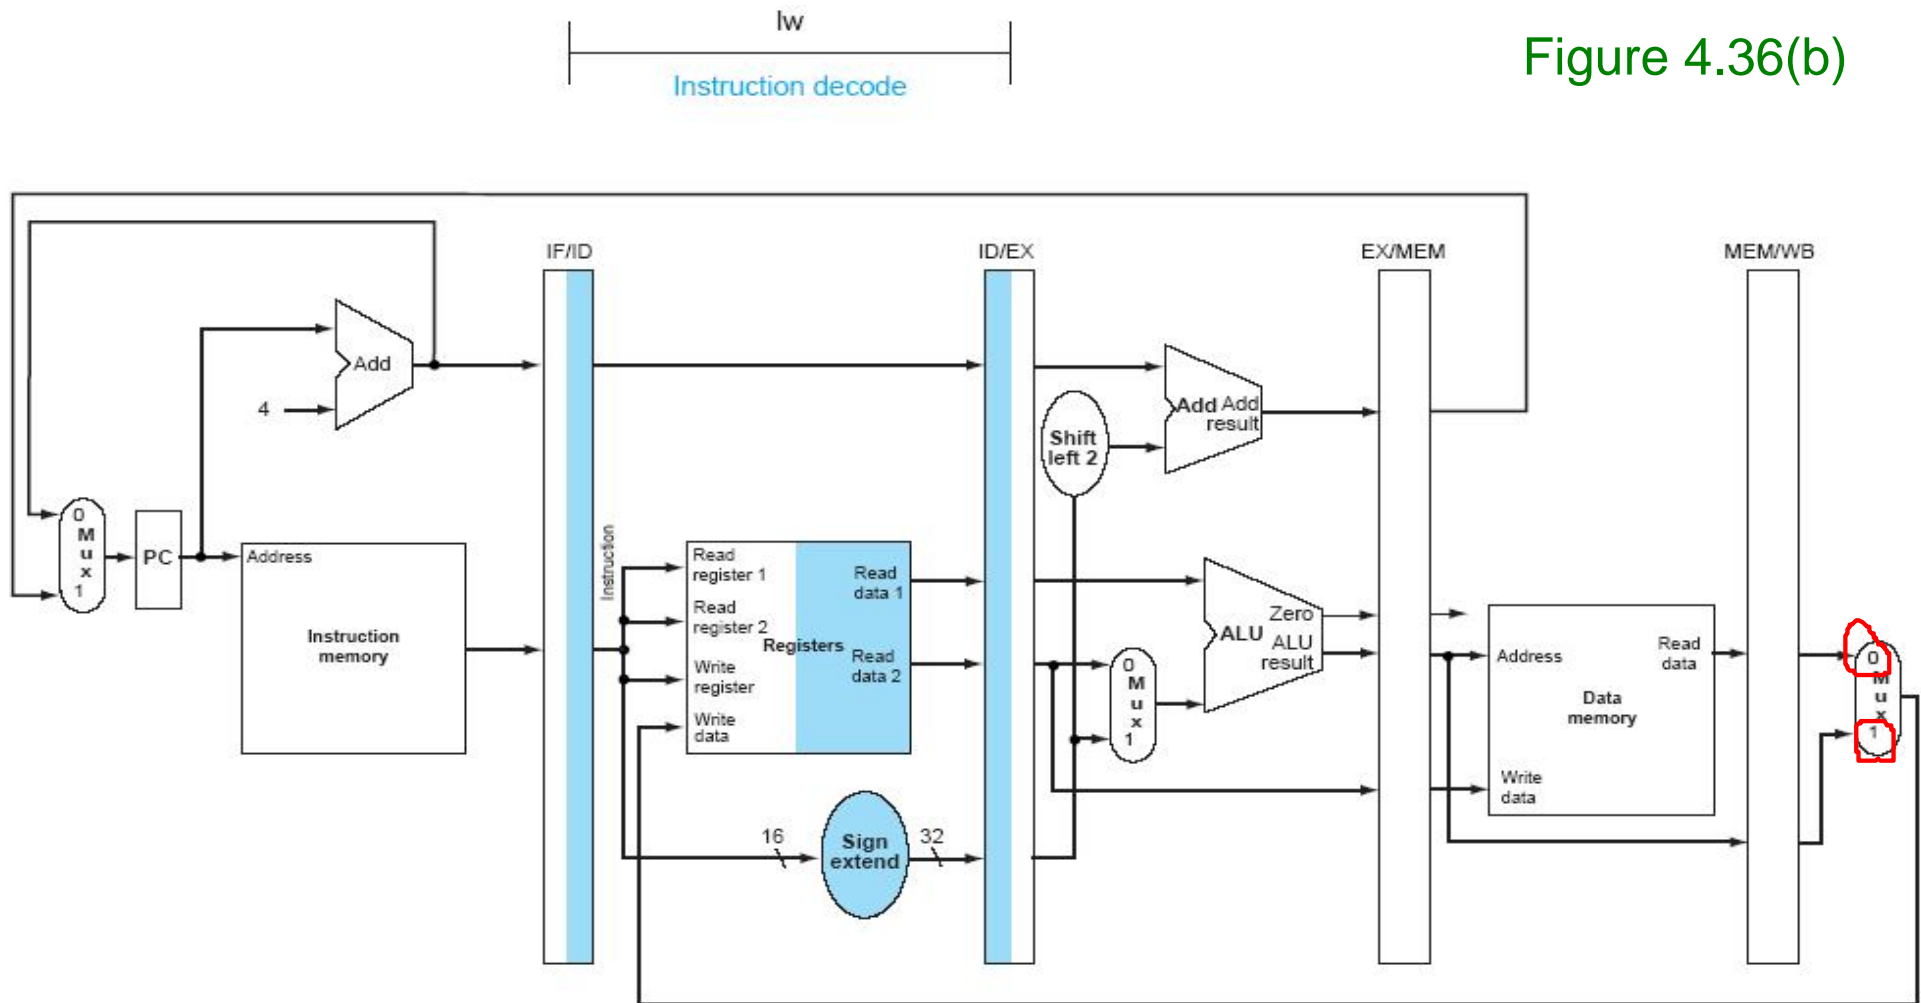 lw
Instruction decode
Figure 4.36(b)
IF/ID
ID/EX
EX/MEM
MEM/WB
Add
4
Add Add
result
Shift
left 2
0
M
u
x
1
PC
Address
Instruction
memory
Instruction
Read
register 1
Read
register 2
Write
register
Write
data
Registers
Read
data 1
Read
data 2
16
Sign
extend
32
0
M
u
x
1
ALU
Zero
ALU
result
Address
Read
data
Data
memory
Write
data
0
M
u
x
1